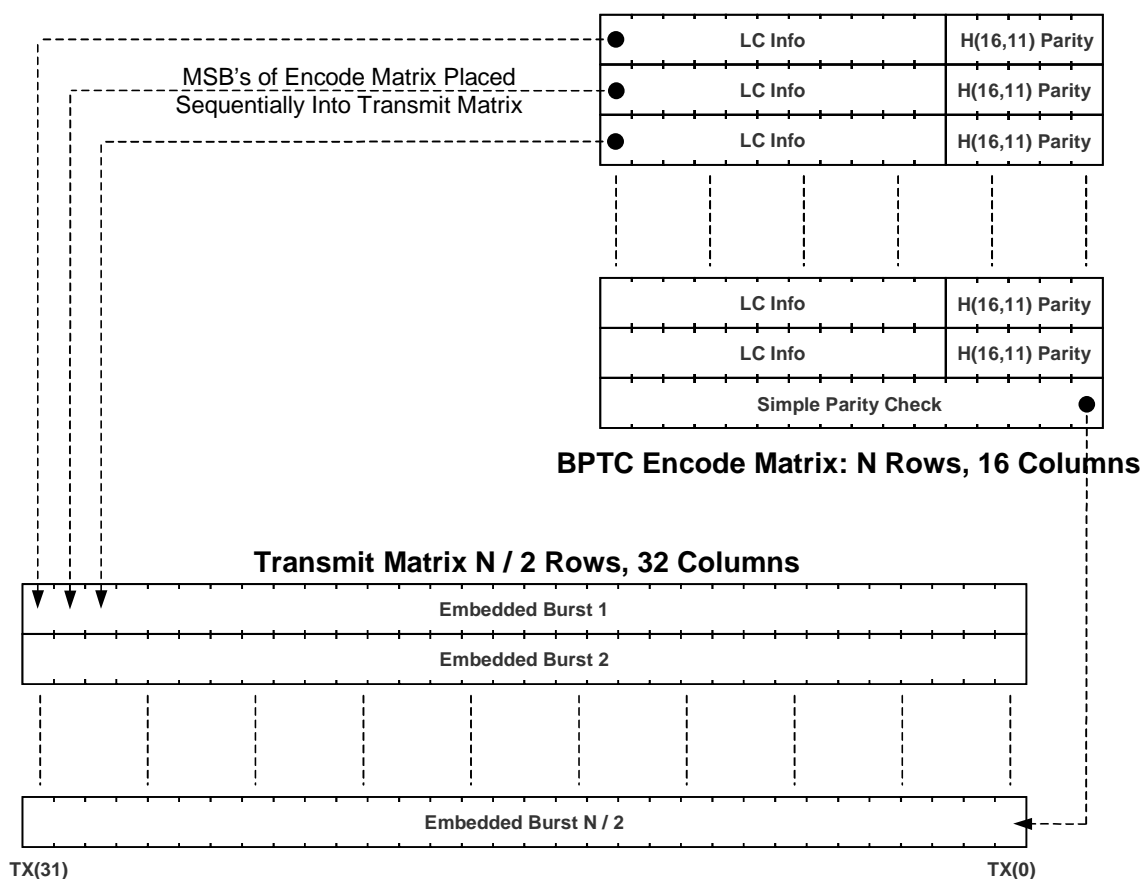 LC Info H(16,11) Parity
MSB's of Encode Matrix Placed
Sequentially Into Transmit Matrix
LC Info H(16,11) Parity
LC Info H(16,11) Parity
LC Info H(16,11) Parity
LC Info H(16,11) Parity
Simple Parity Check
BPTC Encode Matrix: N Rows, 16 Columns
Transmit Matrix N / 2 Rows, 32 Columns
Embedded Burst 1
Embedded Burst 2
Embedded Burst N / 2
TX(31) TX(0)